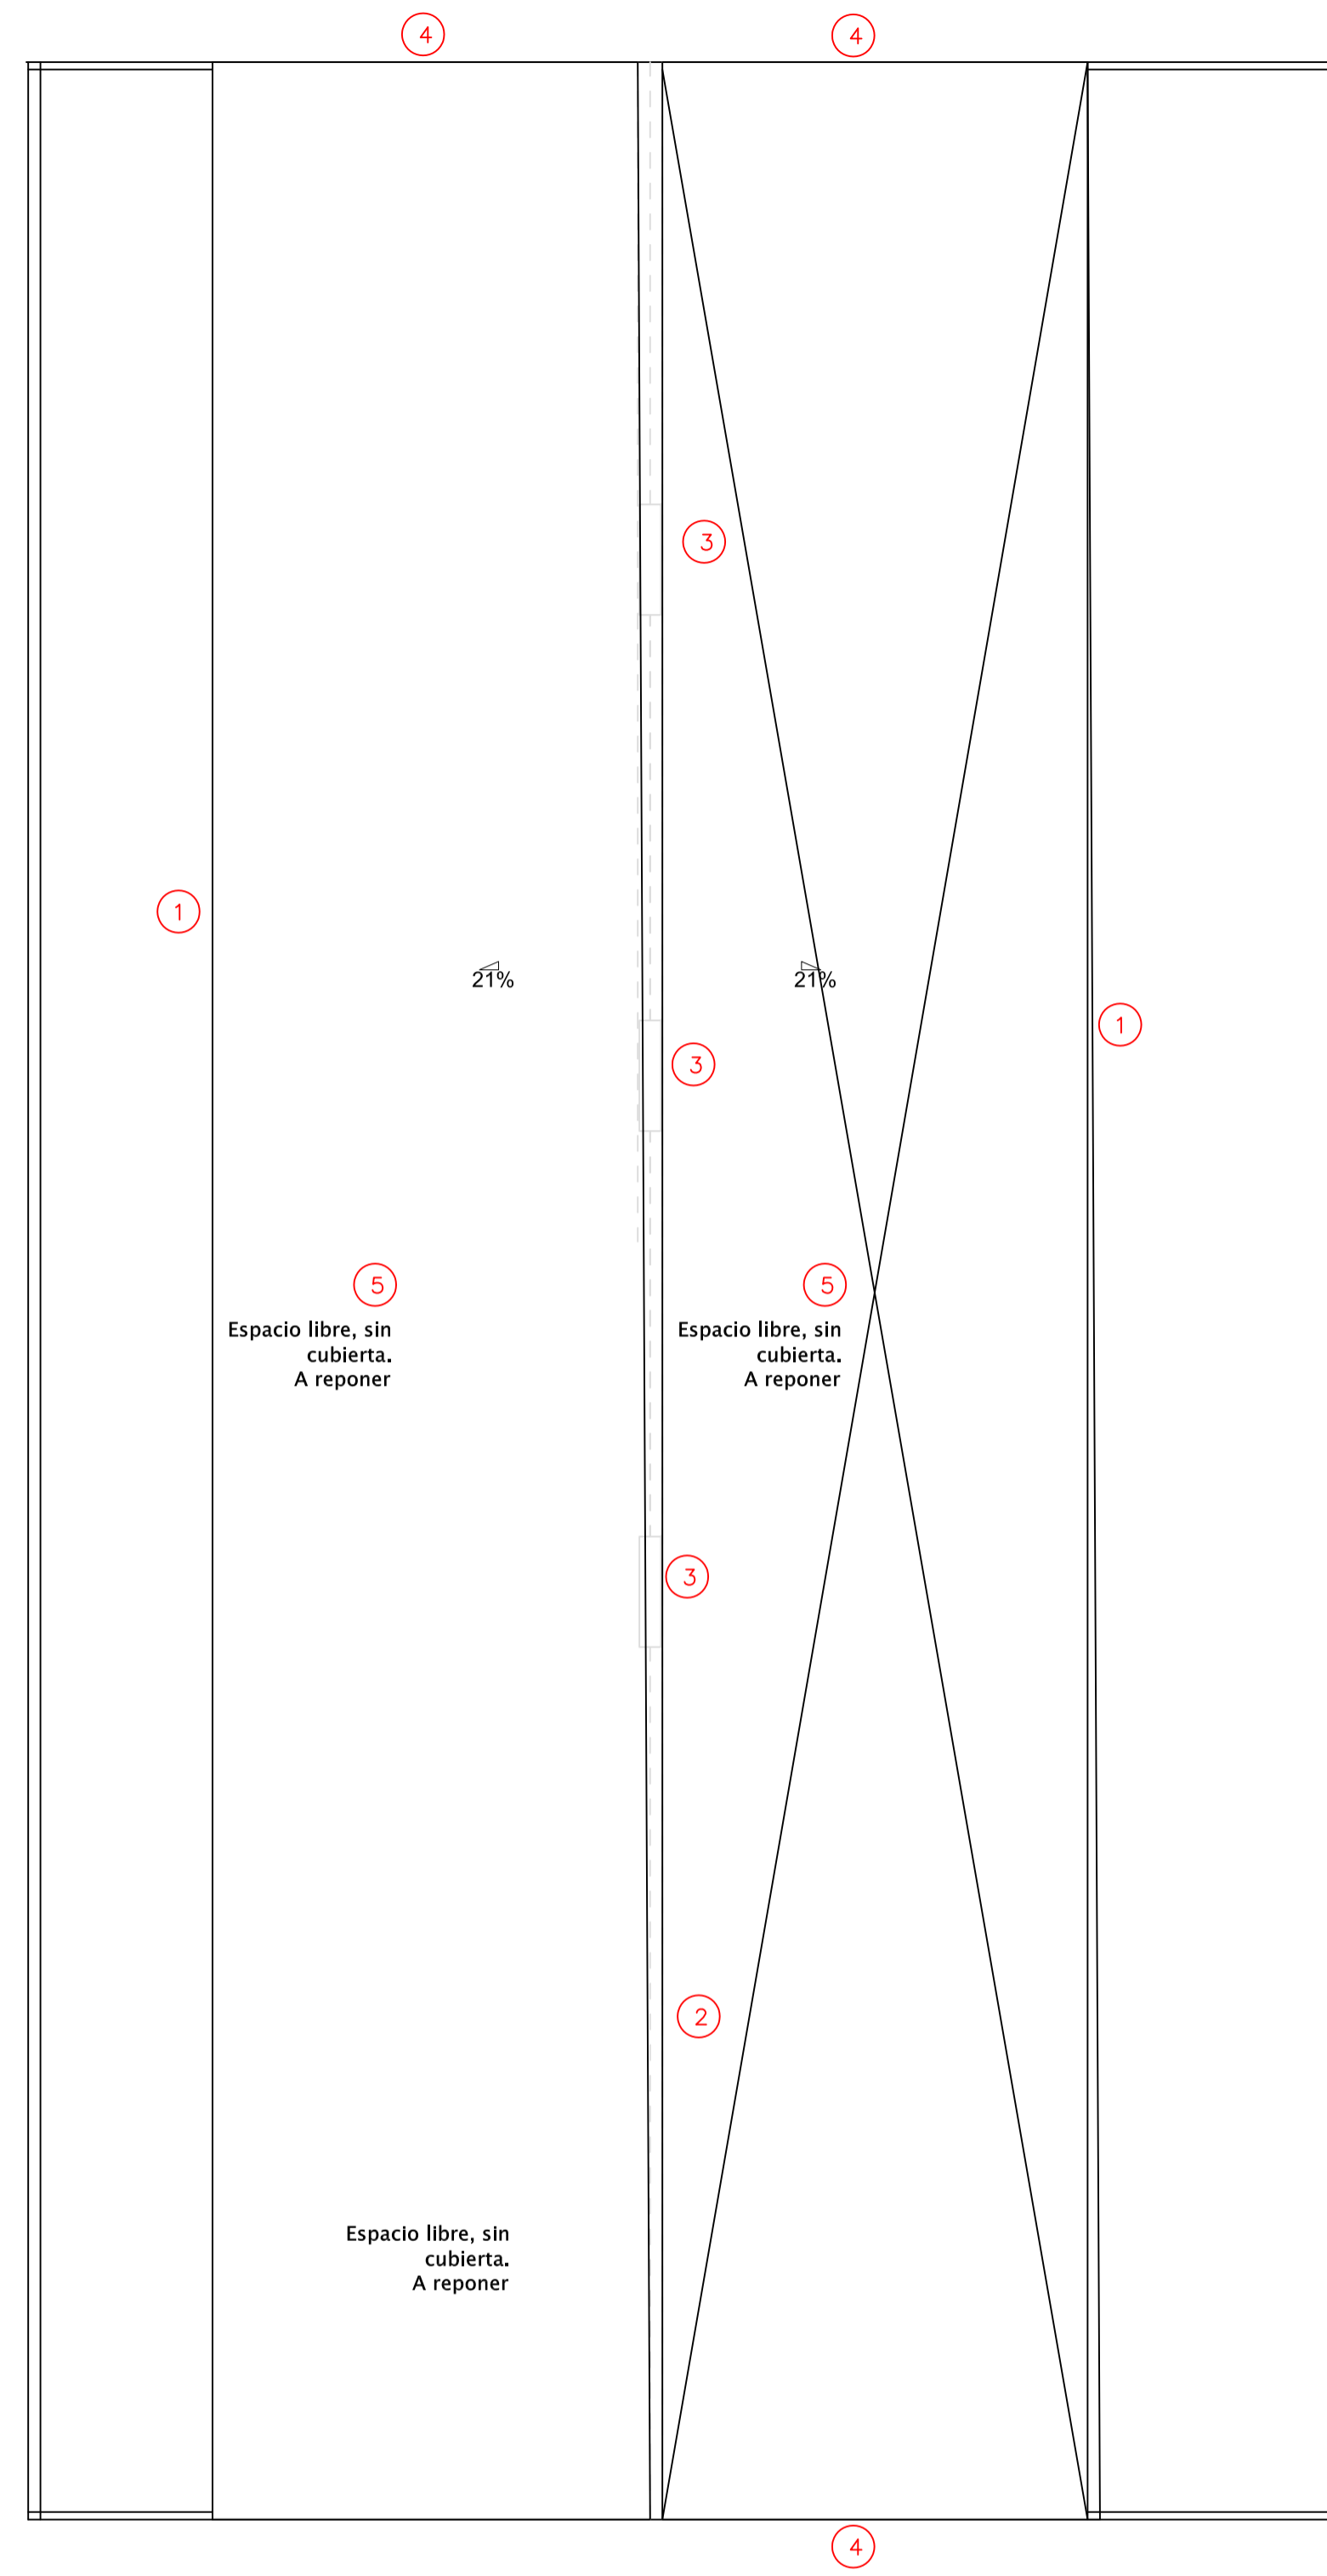 4
4
3
1
21%
21%
1
3
5
5
Espacio libre, sin
cubierta.
A reponer
Espacio libre, sin
cubierta.
A reponer
3
2
Espacio libre, sin
cubierta.
A reponer
4